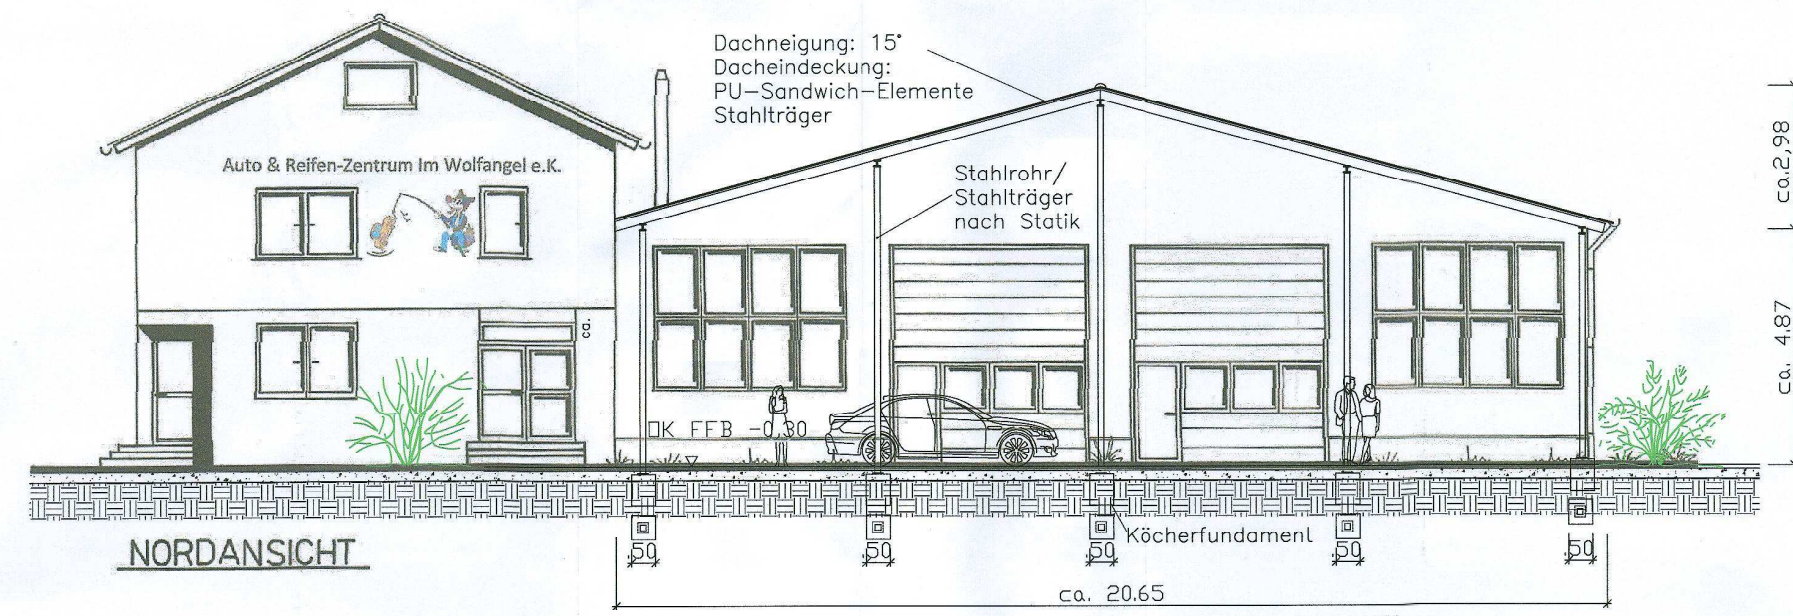 Dachneigung: 15°
Dacheindeckung:
PU-Sandwich-Elemente
Stahlträger
ca.2,98
Auto & Reifen-Zentrum Im Wolfangel e.K.
Stahlrohr/
Stahlträger
nach Statik
ca.
ca. 4.87
OK FFB -0.30
Köcherfundament
NORDANSICHT
.50 .50 .50 .50 .50
ca. 20.65